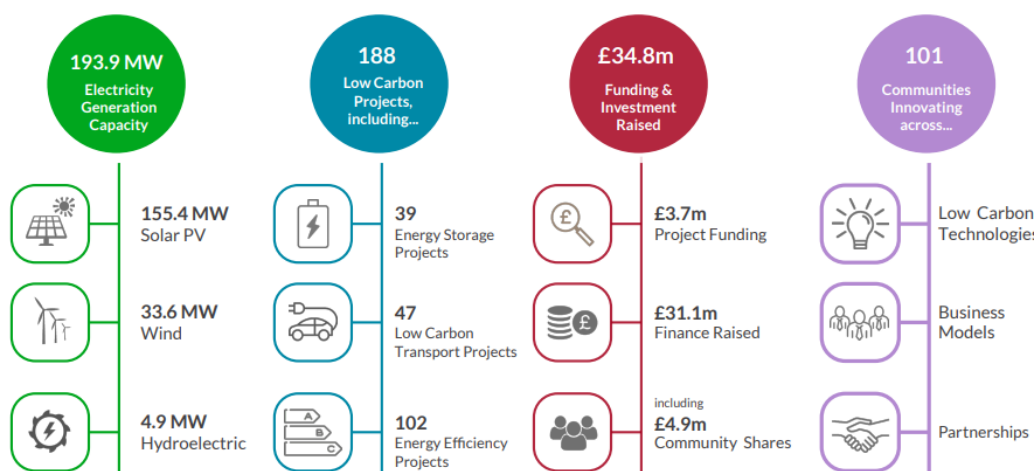 193.9 MW
Electricity
Generation
Capacity
155.4 MW
Solar PV
33.6 MW
Wind
4.9 MW
Hydroelectric
188
Low Carbon
Projects,
including...
39
Energy Storage
Projects
47
Low Carbon
Transport Projects
A
B
C
102
Energy Efficiency
Projects
£34.8m
Funding &
Investment
Raised
£
£3.7m
Project Funding
£
£31.1m
Finance Raised
including
£4.9m
Community Shares
101
Communities
Innovating
across...
Low Carbon
Technologies
Business
Models
Partnerships